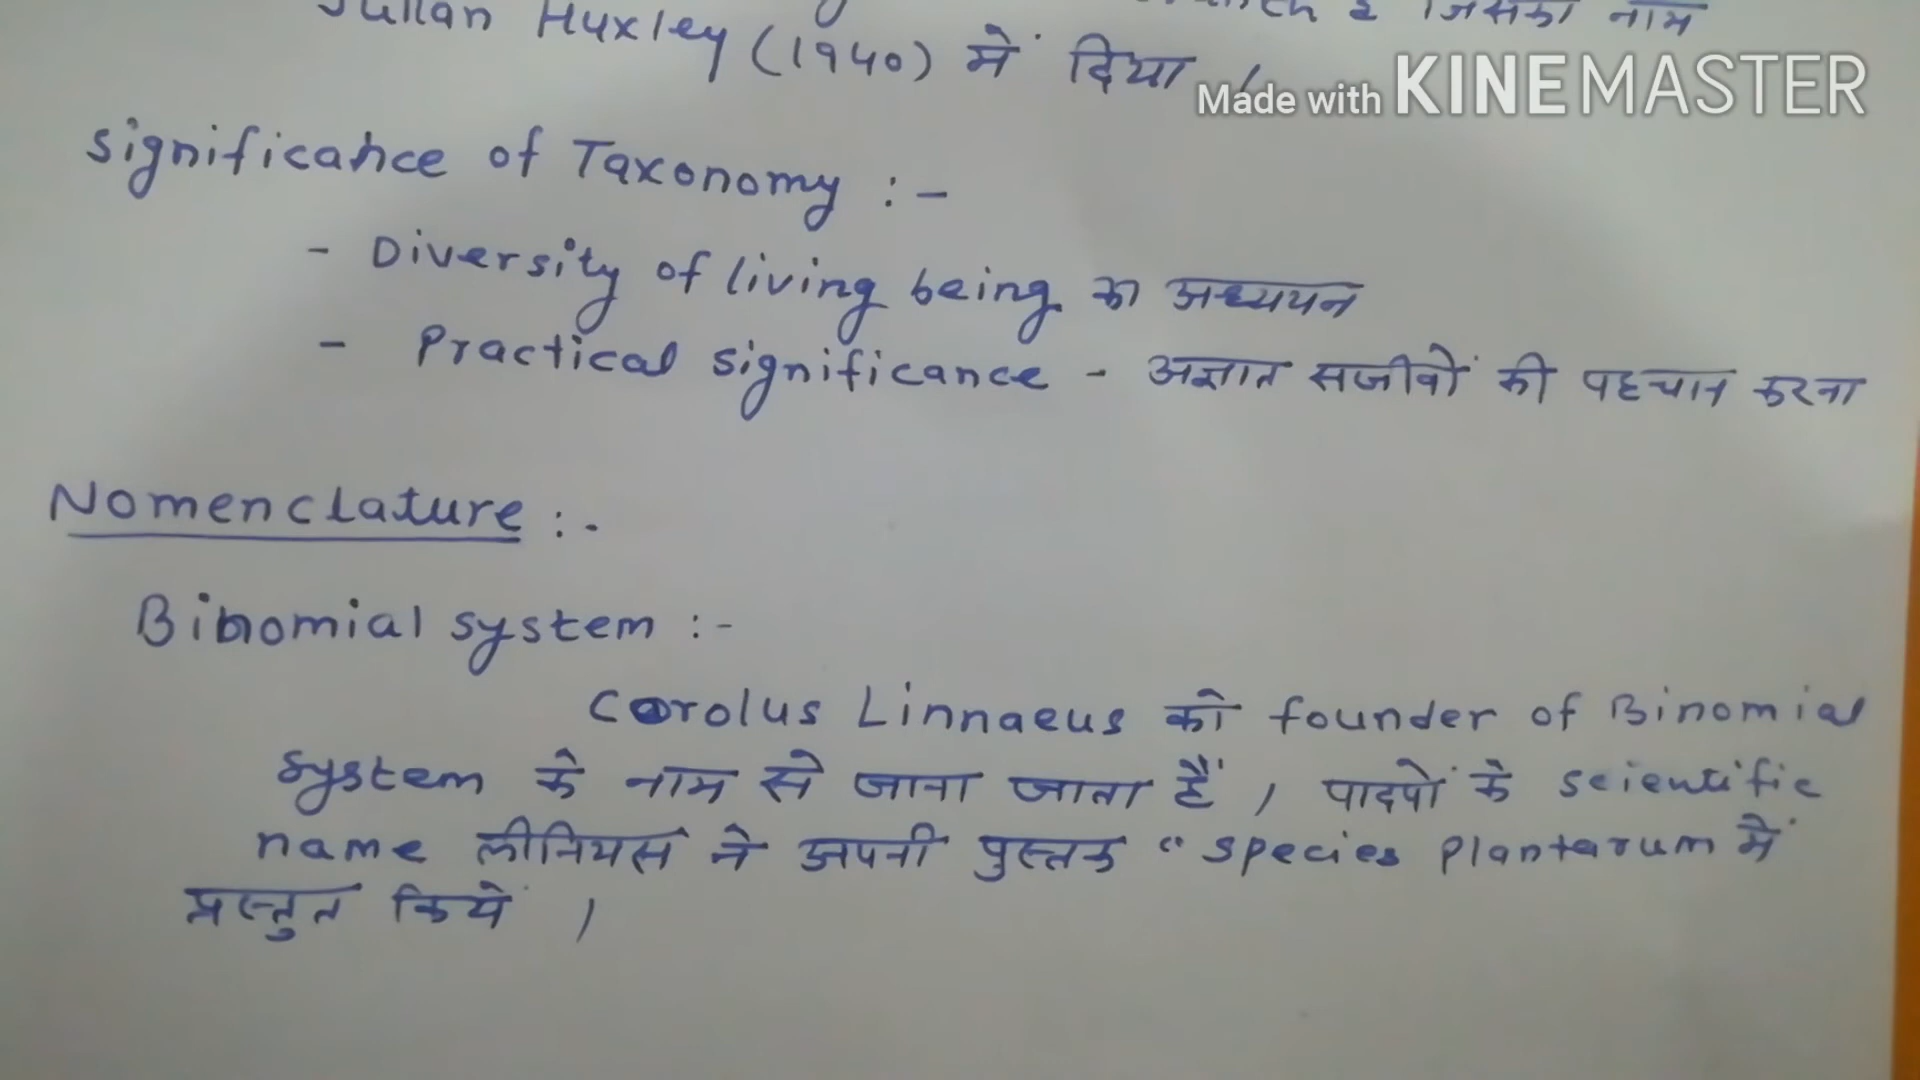 Julian Huxley (1940) में दिया । जिसका नाम
Made with KINEMASTER
significance of Taxonomy :-
- Diversity of living being का अध्ययन
- Practical significance - अज्ञात सजीवों की पहचान करना
Nomenclature :-
Binomial system :-
Carolus Linnaeus को founder of Binomial
system के नाम से जाना जाता हैं , पादपों के scientific
name लीनियस ने अपनी पुस्तक “ species plantarum में
प्रस्तुत किये ।